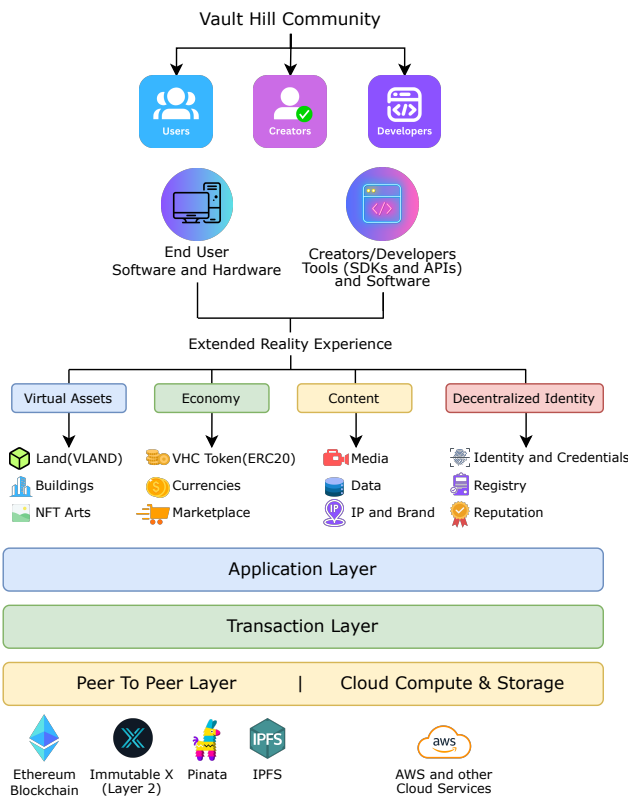 Vault Hill Community
Users
Creators
Developers
End User
Software and Hardware
Creators/Developers
Tools (SDKs and APIs)
and Software
Extended Reality Experience
Virtual Assets
Economy
Content
Decentralized Identity
Land(VLAND)
VHC Token(ERC20)
Media
Identity and Credentials
Buildings
Currencies
Data
Registry
NFT Arts
Marketplace
IP
IP and Brand
Reputation
Application Layer
Transaction Layer
Peer To Peer Layer | Cloud Compute & Storage
IPFS
aws
Ethereum
Blockchain
Immutable X
(Layer 2)
Pinata
IPFS
AWS and other
Cloud Services